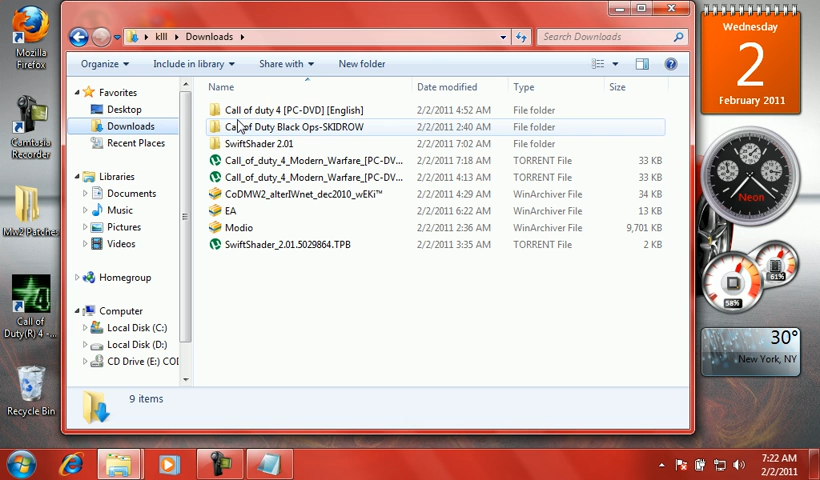 Mozilla
Firefox
Camtasia
Recorder
Mw2 Patches
Call of
Duty(R) 4 -...
Recycle Bin
klll
Downloads
Search Downloads
Organize
Include in library
Share with
New folder
Favorites
Desktop
Downloads
Recent Places
Libraries
Documents
Music
Pictures
Videos
Homegroup
Computer
Local Disk (C:)
Local Disk (D:)
CD Drive (E:) COD
Name Date modified Type Size
Call of duty 4 [PC-DVD] [English] 2/2/2011 4:52 AM File folder
Call of Duty Black Ops-SKIDROW 2/2/2011 2:40 AM File folder
SwiftShader 2.01 2/2/2011 7:02 AM File folder
Call_of_duty_4_Modern_Warfare_[PC-DV... 2/2/2011 7:18 AM TORRENT File 33 KB
Call_of_duty_4_Modern_Warfare_[PC-DV... 2/2/2011 4:13 AM TORRENT File 33 KB
CoDMW2_alterIWnet_dec2010_wEKi™ 2/2/2011 4:29 AM WinArchiver File 34 KB
EA 2/2/2011 6:22 AM WinArchiver File 13 KB
Modio 2/2/2011 2:36 AM WinArchiver File 9,701 KB
SwiftShader_2.01.5029864.TPB 2/2/2011 3:35 AM TORRENT File 2 KB
9 items
Wednesday
2
February 2011
Neon
58%
61%
30°
New York, NY
7:22 AM
2/2/2011